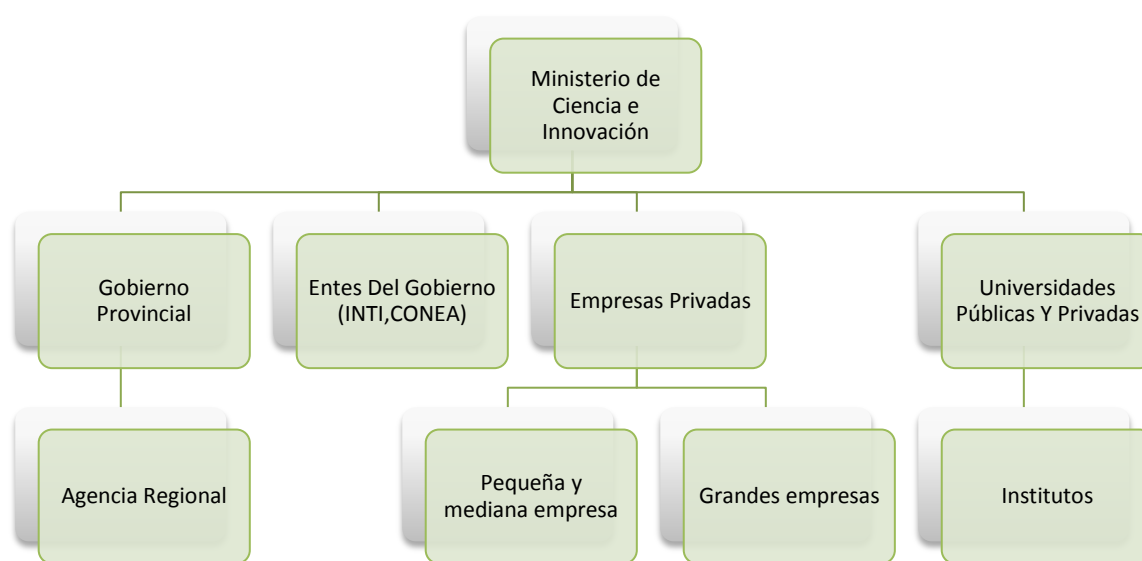 Ministerio de
Ciencia e
Innovación
Gobierno
Provincial
Entes Del Gobierno
(INTI,CONEA)
Empresas Privadas
Universidades
Públicas Y Privadas
Agencia Regional
Pequeña y
mediana empresa
Grandes empresas
Institutos